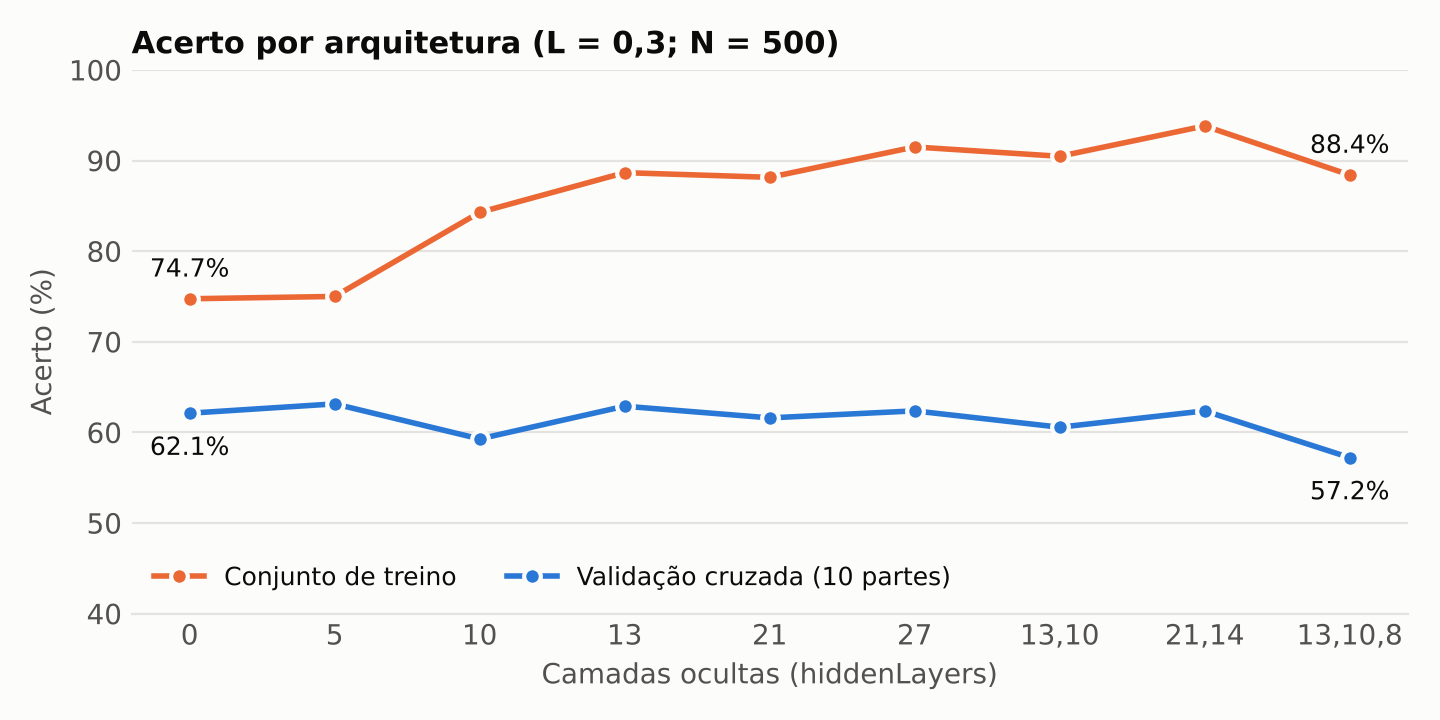 Acerto por arquitetura (L = 0,3; N = 500)
100
90
80
70
60
50
40
Acerto (%)
74.7%
88.4%
62.1%
57.2%
Conjunto de treino
Validação cruzada (10 partes)
0 5 10 13 21 27 13,10 21,14 13,10,8
Camadas ocultas (hiddenLayers)